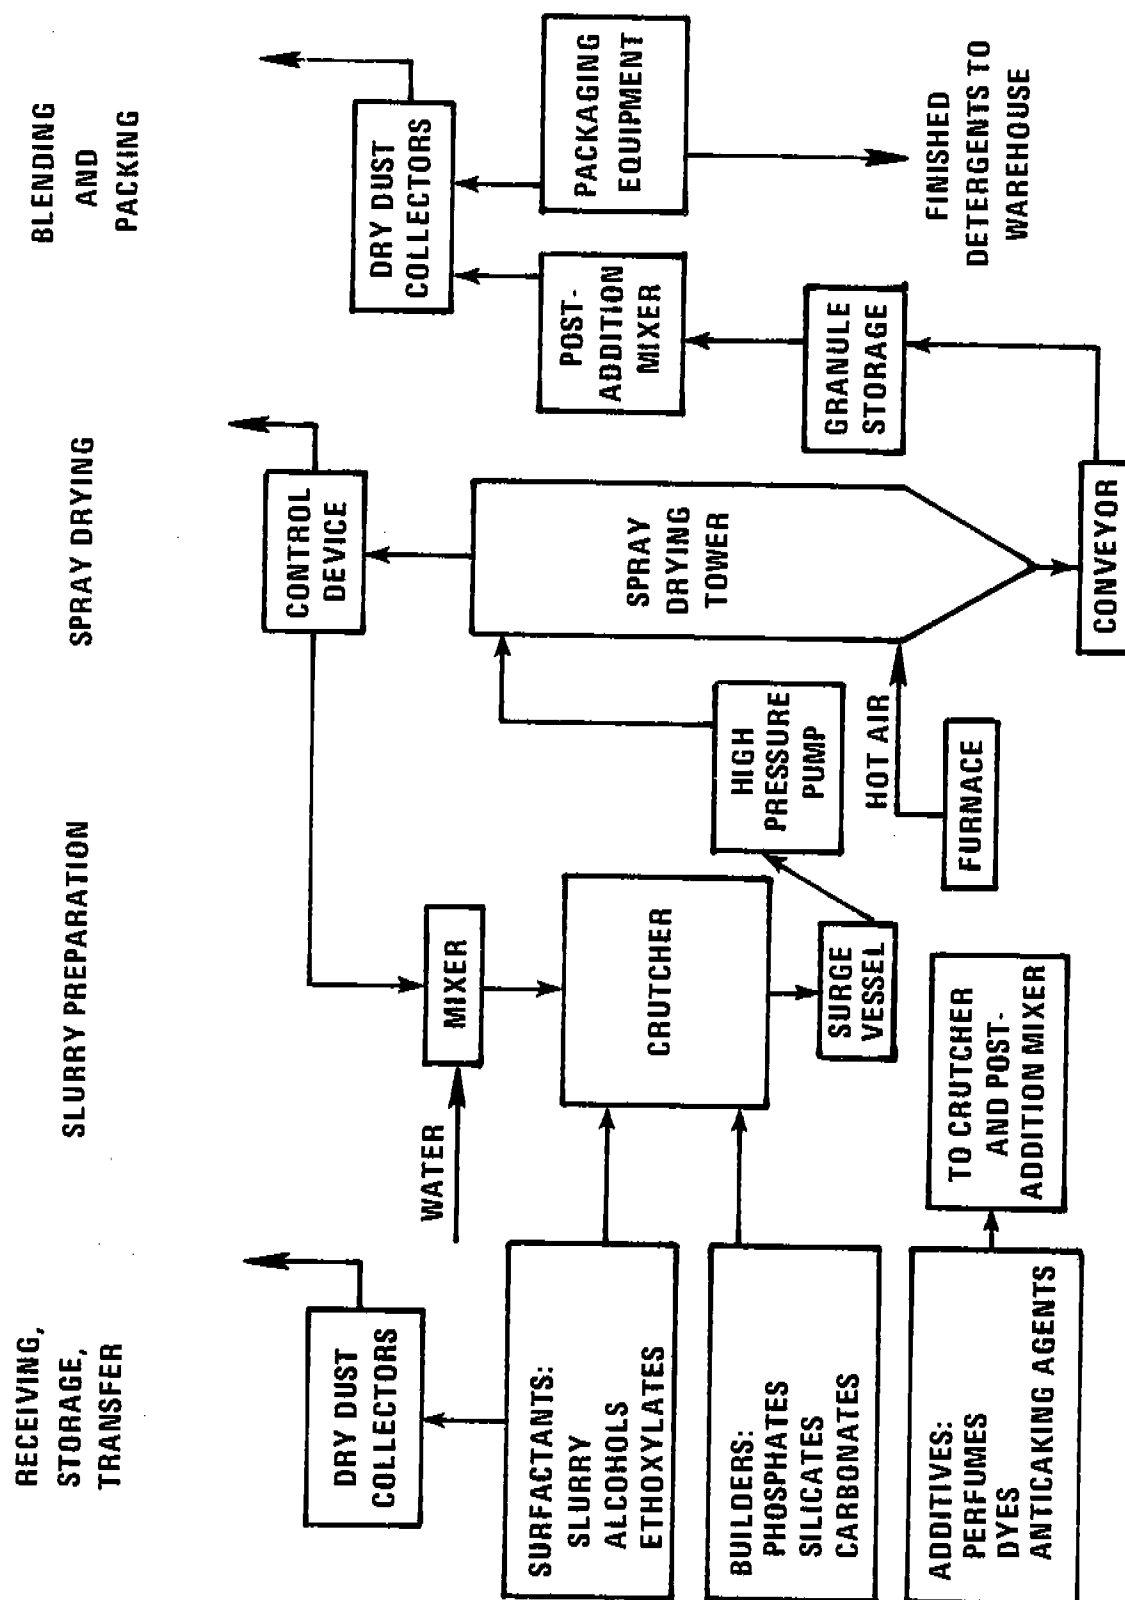 RECEIVING,
STORAGE,
TRANSFER
SLURRY PREPARATION
SPRAY DRYING
BLENDING
AND
PACKING
DRY DUST
COLLECTORS
SURFACTANTS:
SLURRY
ALCOHOLS
ETHOXYLATES
BUILDERS:
PHOSPHATES
SILICATES
CARBONATES
ADDITIVES:
PERFUMES
DYES
ANTICAKING AGENTS
WATER
MIXER
CRUTCHER
SURGE
VESSEL
TO CRUTCHER
AND POST-
ADDITION MIXER
HIGH
PRESSURE
PUMP
HOT AIR
FURNACE
CONTROL
DEVICE
SPRAY
DRYING
TOWER
CONVEYOR
DRY DUST
COLLECTORS
POST-
ADDITION
MIXER
GRANULE
STORAGE
PACKAGING
EQUIPMENT
FINISHED
DETERGENTS TO
WAREHOUSE